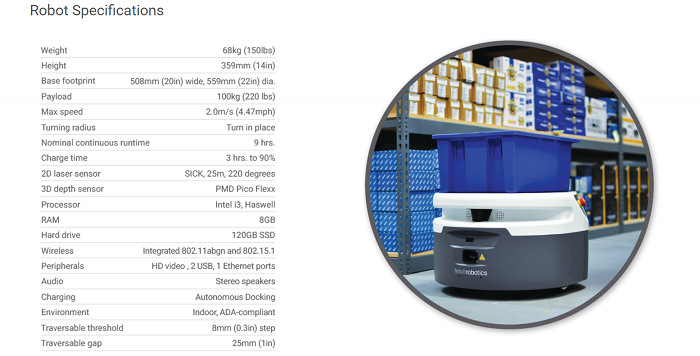 Robot Specifications
Weight 68kg (150lbs)
Height 359mm (14in)
Base footprint 508mm (20in) wide, 559mm (22in) dia.
Payload 100kg (220 lbs)
Max speed 2.0m/s (4.47mph)
Turning radius Turn in place
Nominal continuous runtime 9 hrs.
Charge time 3 hrs. to 90%
2D laser sensor SICK, 25m, 220 degrees
3D depth sensor PMD Pico Flexx
Processor Intel i3, Haswell
RAM 8GB
Hard drive 120GB SSD
Wireless Integrated 802.11abgn and 802.15.1
Peripherals HD video , 2 USB, 1 Ethernet ports
Audio Stereo speakers
Charging Autonomous Docking
Environment Indoor, ADA-compliant
Traversable threshold 8mm (0.3in) step
Traversable gap 25mm (1in)
fetchrobotics